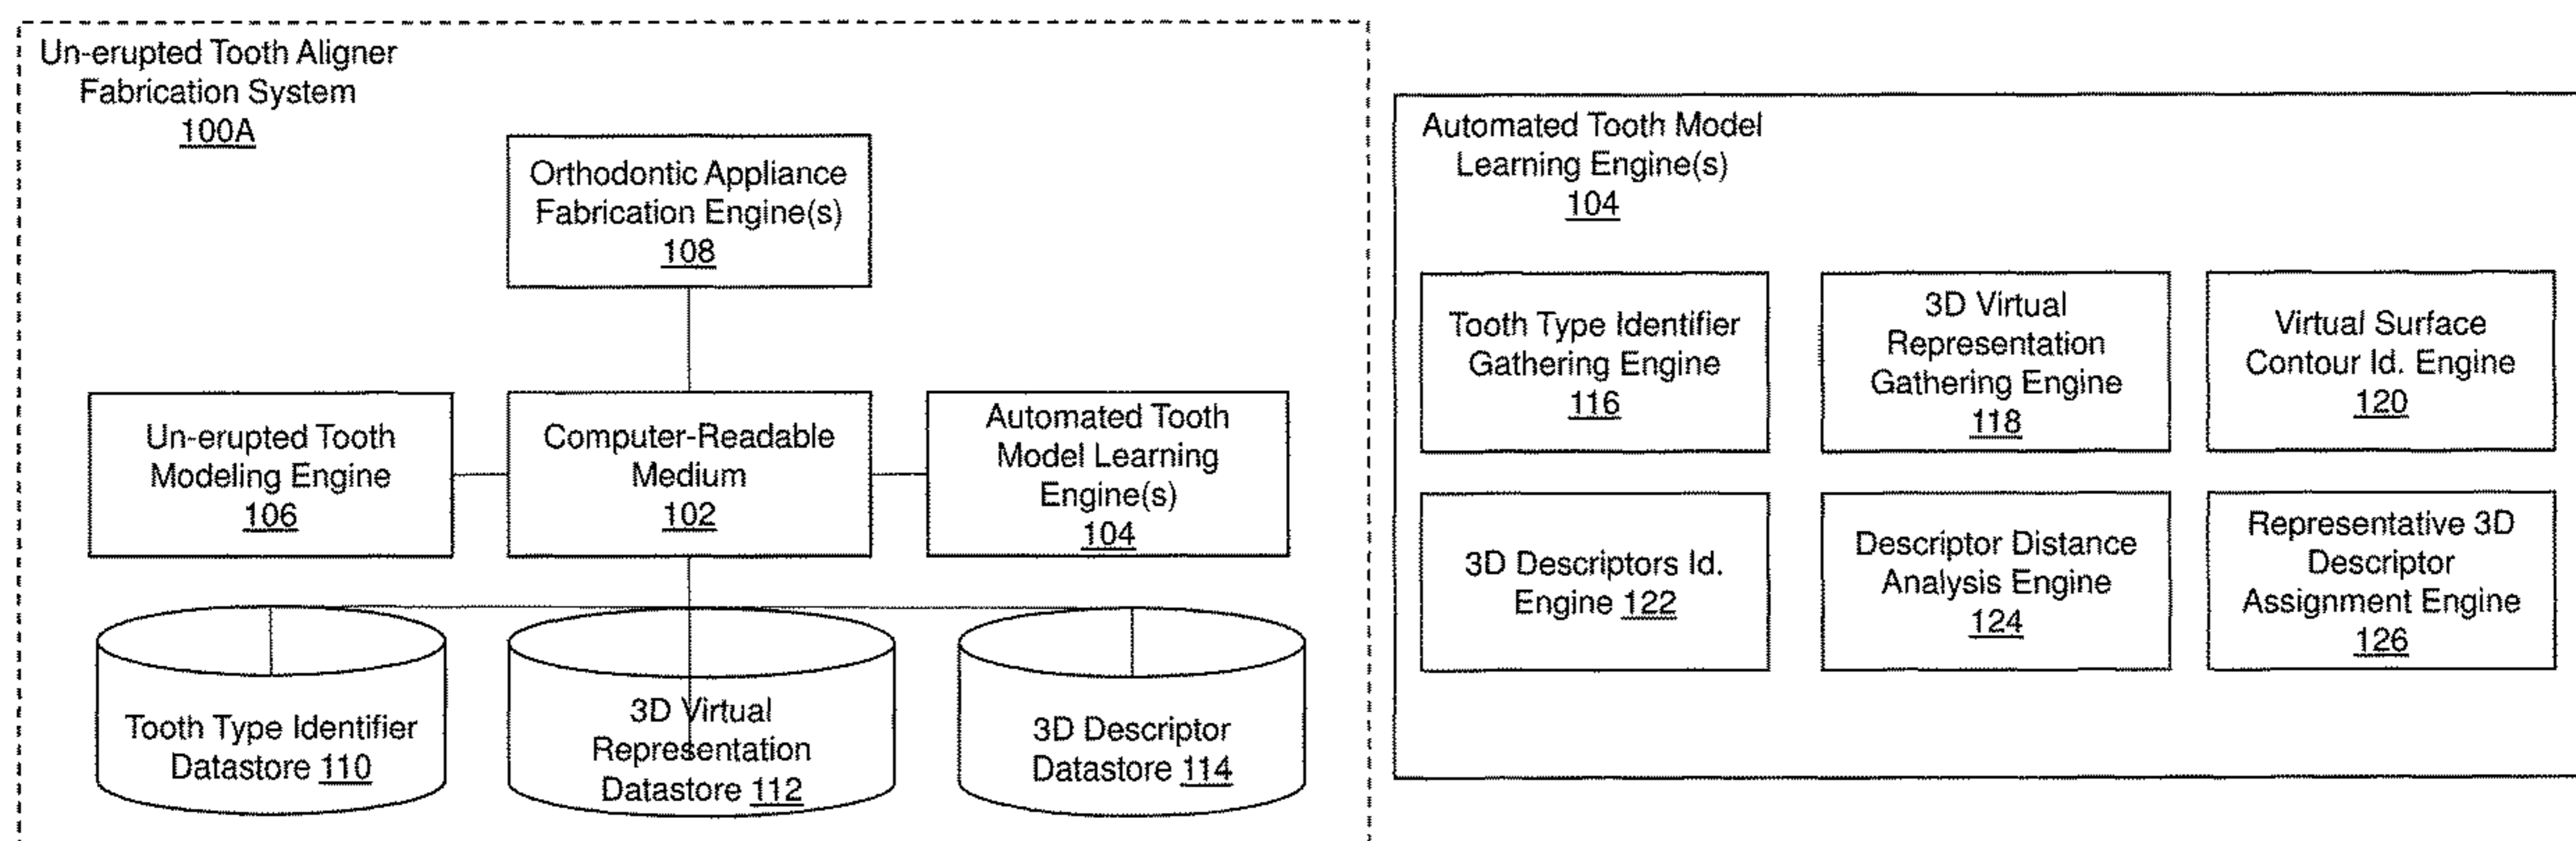 Un-erupted Tooth Aligner
Fabrication System
100A
Orthodontic Appliance
Fabrication Engine(s)
108
Un-erupted Tooth
Modeling Engine
106
Computer-Readable
Medium
102
Automated Tooth
Model Learning
Engine(s)
104
Tooth Type Identifier
Datastore 110
3D Virtual
Representation
Datastore 112
3D Descriptor
Datastore 114
Automated Tooth Model
Learning Engine(s)
104
Tooth Type Identifier
Gathering Engine
116
3D Virtual
Representation
Gathering Engine
118
Virtual Surface
Contour Id. Engine
120
3D Descriptors Id.
Engine 122
Descriptor Distance
Analysis Engine
124
Representative 3D
Descriptor
Assignment Engine
126